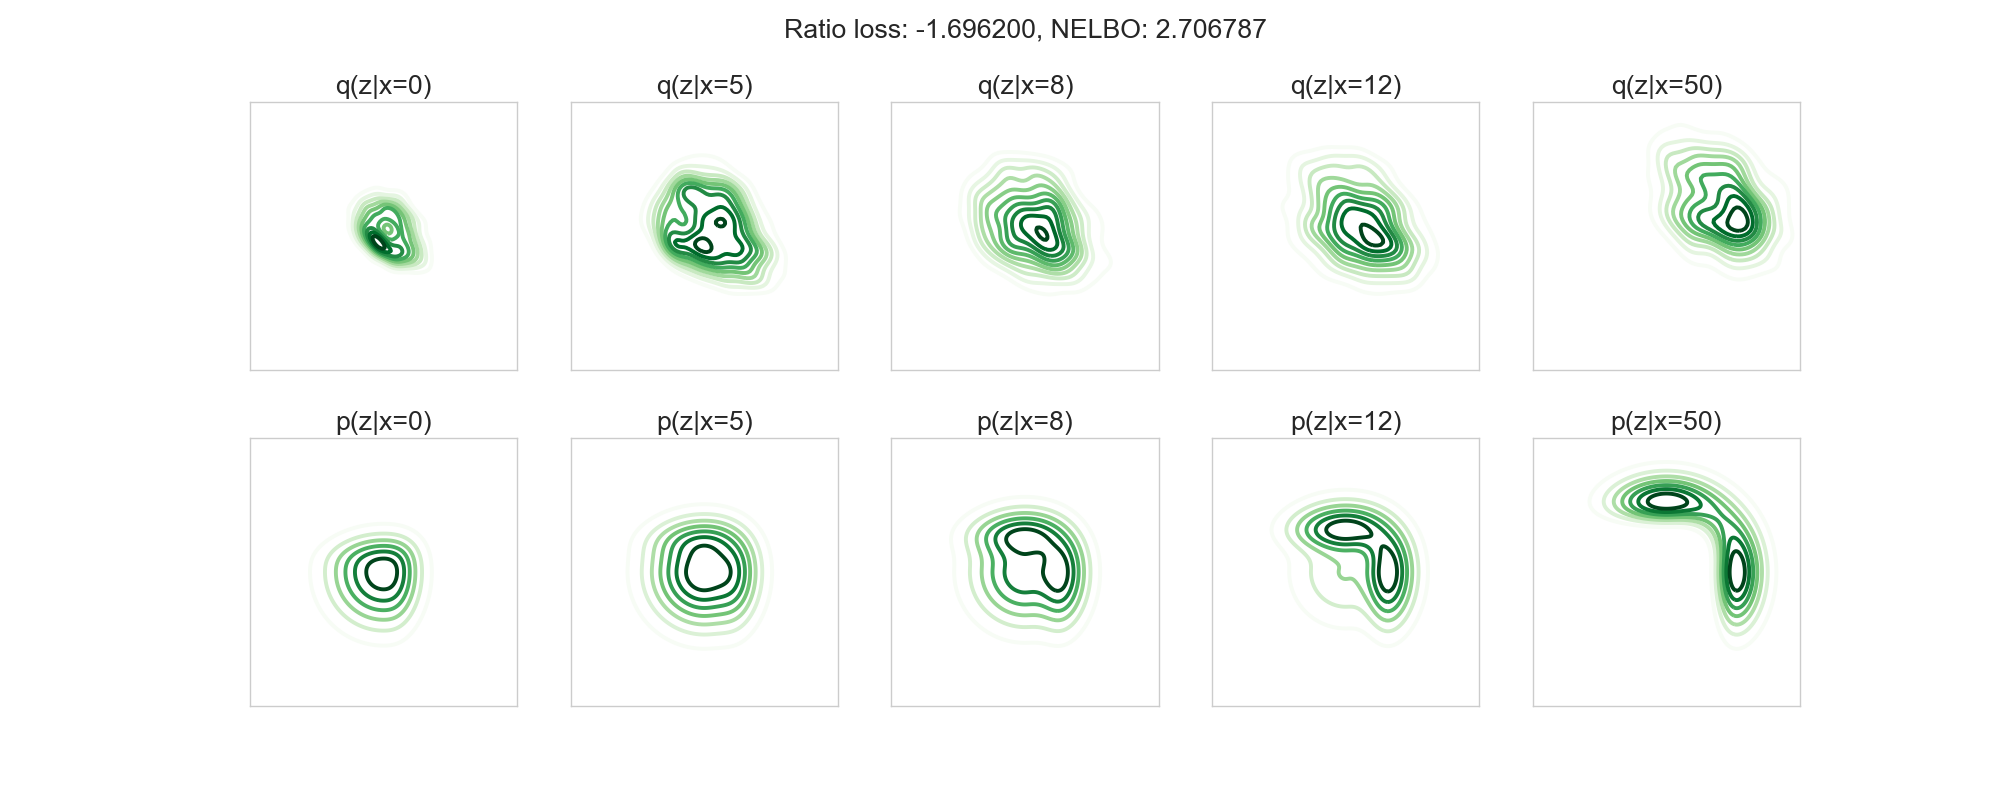 Ratio loss: -1.696200, NELBO: 2.706787
q(z|x=0) q(z|x=5) q(z|x=8) q(z|x=12) q(z|x=50)
p(z|x=0) p(z|x=5) p(z|x=8) p(z|x=12) p(z|x=50)